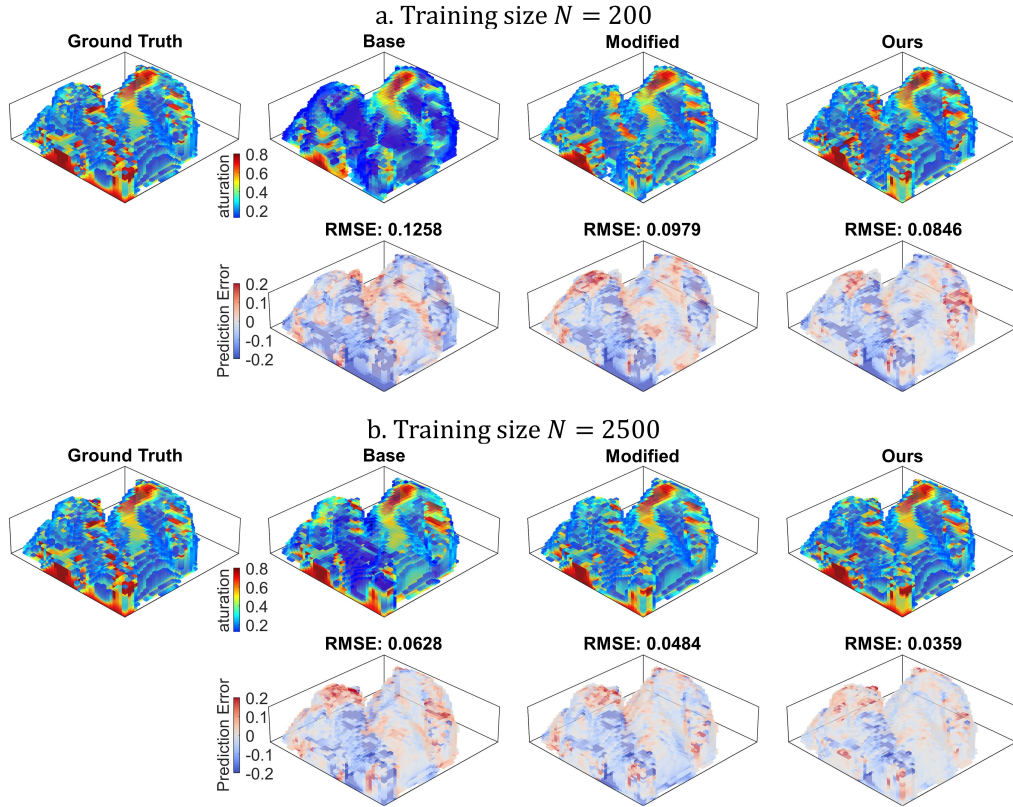 a. Training size N = 200
Ground Truth Base Modified Ours
aturation
0.8
0.6
0.4
0.2
RMSE: 0.1258 RMSE: 0.0979 RMSE: 0.0846
Prediction Error
0.2
0.1
0
-0.1
-0.2
b. Training size N = 2500
Ground Truth Base Modified Ours
aturation
0.8
0.6
0.4
0.2
RMSE: 0.0628 RMSE: 0.0484 RMSE: 0.0359
Prediction Error
0.2
0.1
0
-0.1
-0.2